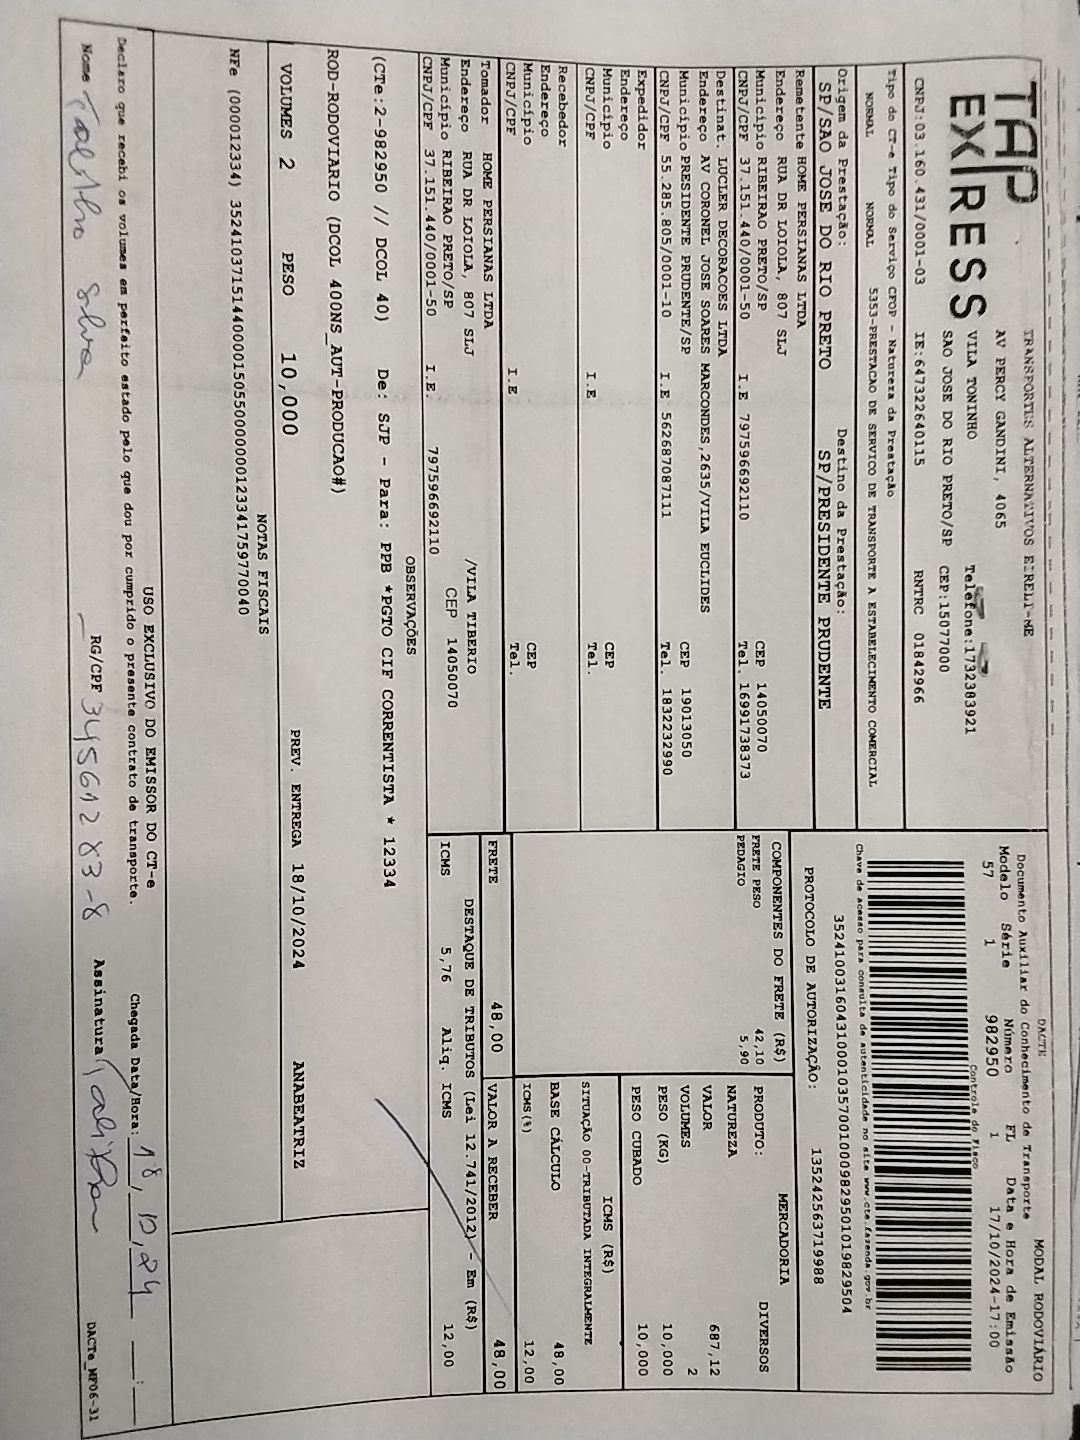 TAP
EXPRESS
TRANSPORTES ALTERNATIVOS EIRELI-ME
AV PERCY GANDINI, 4065
VILA TONINHO Telefone:1732383921
SAO JOSE DO RIO PRETO/SP CEP:15077000
CNPJ:03.160.431/0001-03 IE:647322640115 RNTRC 01842966
Tipo do CT-e Tipo do Serviço CFOP - Natureza da Prestação
NORMAL NORMAL 5353-PRESTACAO DE SERVICO DE TRANSPORTE A ESTABELECIMENTO COMERCIAL
Origem da Prestação: Destino da Prestação:
SP/SAO JOSE DO RIO PRETO SP/PRESIDENTE PRUDENTE
Remetente HOME PERSIANAS LTDA
Endereço RUA DR LOIOLA, 807 SLJ
Município RIBEIRAO PRETO/SP CEP 14050070
CNPJ/CPF 37.151.440/0001-50 I.E 797596692110 Tel. 16991738373
Destinat. LUCLER DECORACOES LTDA
Endereço AV CORONEL JOSE SOARES MARCONDES,2635/VILA EUCLIDES
Município PRESIDENTE PRUDENTE/SP CEP 19013050
CNPJ/CPF 55.285.805/0001-10 I.E 562687087111 Tel. 1832232990
Expedidor
Endereço
Município CEP
CNPJ/CPF I.E. Tel.
Recebedor
Endereço
Município CEP
CNPJ/CPF I.E Tel.
Tomador HOME PERSIANAS LTDA
Endereço RUA DR LOIOLA, 807 SLJ /VILA TIBERIO
Município RIBEIRAO PRETO/SP CEP 14050070
CNPJ/CPF 37.151.440/0001-50 I.E. 797596692110
DACTE MODAL RODOVIÁRIO
Documento Auxiliar do Conhecimento de Transporte
Modelo Série Número FL Data e Hora de Emissão
57 1 982950 1 17/10/2024-17:00
Controle do Fisco
Chave de acesso para consulta de autenticidade no site www.cte.fazenda.gov.br
35241003160431000103570010009829501019829504
PROTOCOLO DE AUTORIZAÇÃO: 135242563719988
COMPONENTES DO FRETE (R$)
FRETE PESO 42,10
PEDAGIO 5,90
MERCADORIA
PRODUTO: DIVERSOS
NATUREZA
VALOR 687,12
VOLUMES 2
PESO (KG) 10,000
PESO CUBADO 10,000
ICMS (R$)
SITUAÇÃO 00-TRIBUTADA INTEGRALMENTE
BASE CÁLCULO 48,00
ICMS(%) 12,00
FRETE 48,00 VALOR A RECEBER 48,00
DESTAQUE DE TRIBUTOS (Lei 12.741/2012) - Em (R$)
ICMS 5,76 Aliq. ICMS 12,00
OBSERVAÇÕES
(CTe:2-982950 // DCOL 40) De: SJP - Para: PPB *PGTO CIF CORRENTISTA * 12334
ROD-RODOVIARIO (DCOL 40ONS_AUT-PRODUCAO#)
VOLUMES 2 PESO 10,000 PREV. ENTREGA 18/10/2024 ANABEATRIZ
NOTAS FISCAIS
NFe (000012334) 35241037151440000150550000000123341759770040
USO EXCLUSIVO DO EMISSOR DO CT-e
Declaro que recebi os volumes em perfeito estado pelo que dou por cumprido o presente contrato de transporte. Chegada Data/Hora: 18/10/24 __:__
Nome Silva RG/CPF 34561283-8 Assinatura
DACTe_MF06-31